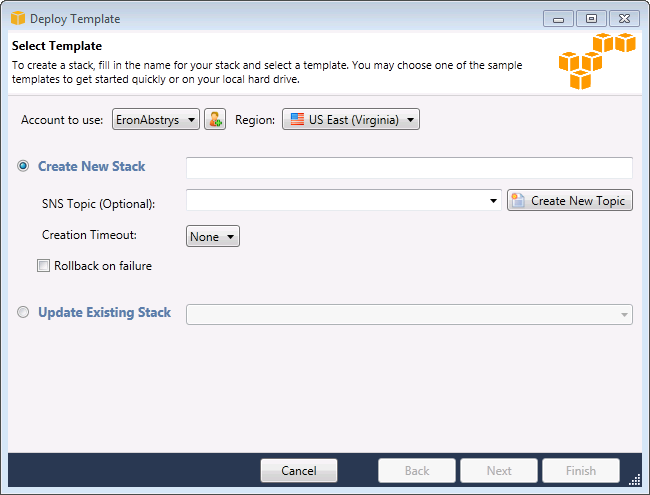 Deploy Template
Select Template
To create a stack, fill in the name for your stack and select a template. You may choose one of the sample
templates to get started quickly or on your local hard drive.
Account to use: EronAbstrys Region: US East (Virginia)
Create New Stack
SNS Topic (Optional): Create New Topic
Creation Timeout: None
Rollback on failure
Update Existing Stack
Cancel Back Next Finish